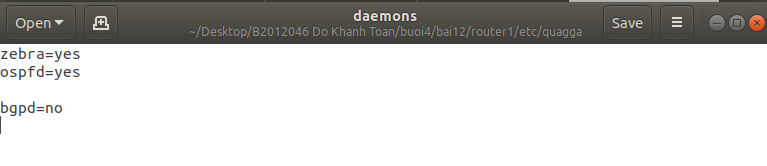 Open
daemons
~/Desktop/B2012046 Do Khanh Toan/buoi4/bai12/router1/etc/quagga
Save
zebra=yes
ospfd=yes
bgpd=no